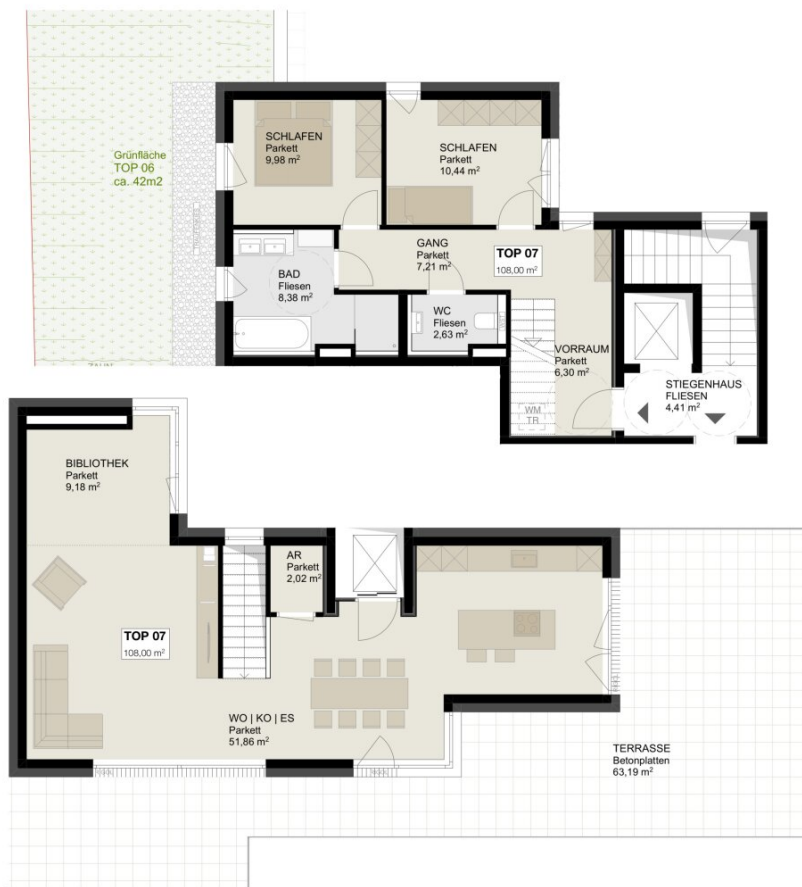 SCHLAFEN
Parkett
9,98 m²
SCHLAFEN
Parkett
10,44 m²
Grünfläche
TOP 06
ca. 42m2
GANG
Parkett
7,21 m²
TOP 07
108,00 m²
BAD
Fliesen
8,38 m²
WC
Fliesen
2,63 m²
VORRAUM
Parkett
6,30 m²
STIEGENHAUS
FLIESEN
4,41 m²
WM
TR
BIBLIOTHEK
Parkett
9,18 m²
AR
Parkett
2,02 m²
TOP 07
108,00 m²
WO | KO | ES
Parkett
51,86 m²
TERRASSE
Betonplatten
63,19 m²